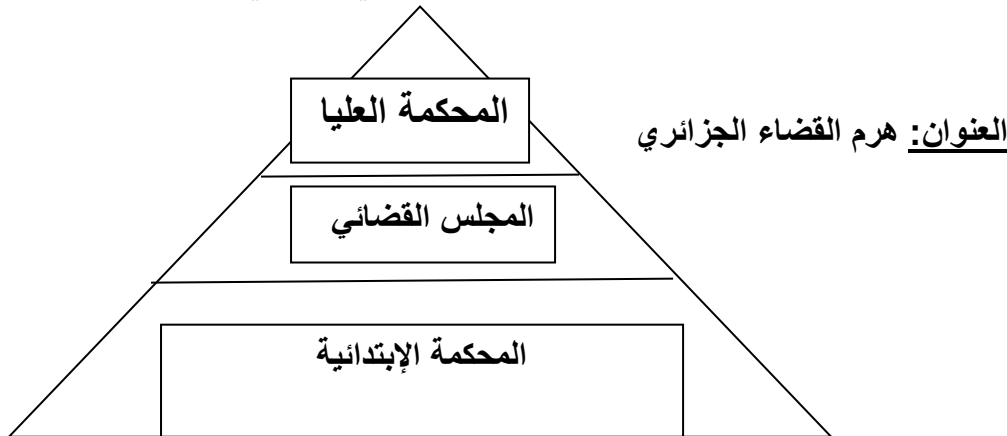 المحكمة العليا
العنوان: هرم القضاء الجزائري
المجلس القضائي
المحكمة الإبتدائية